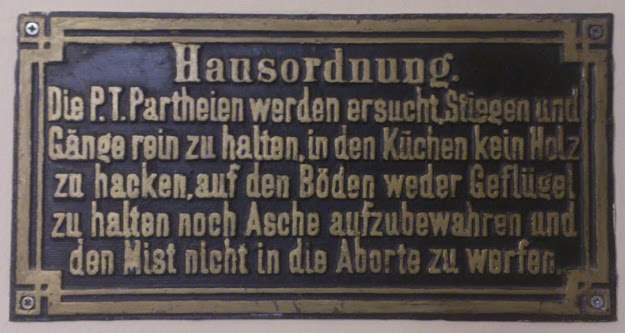 Hausordnung.
Die P.T. Partheien werden ersucht, Stiegen und
Gänge rein zu halten, in den Küchen kein Holz
zu hacken, auf den Böden weder Geflügel
zu halten noch Asche aufzubewahren und
den Mist nicht in die Aborte zu werfen.